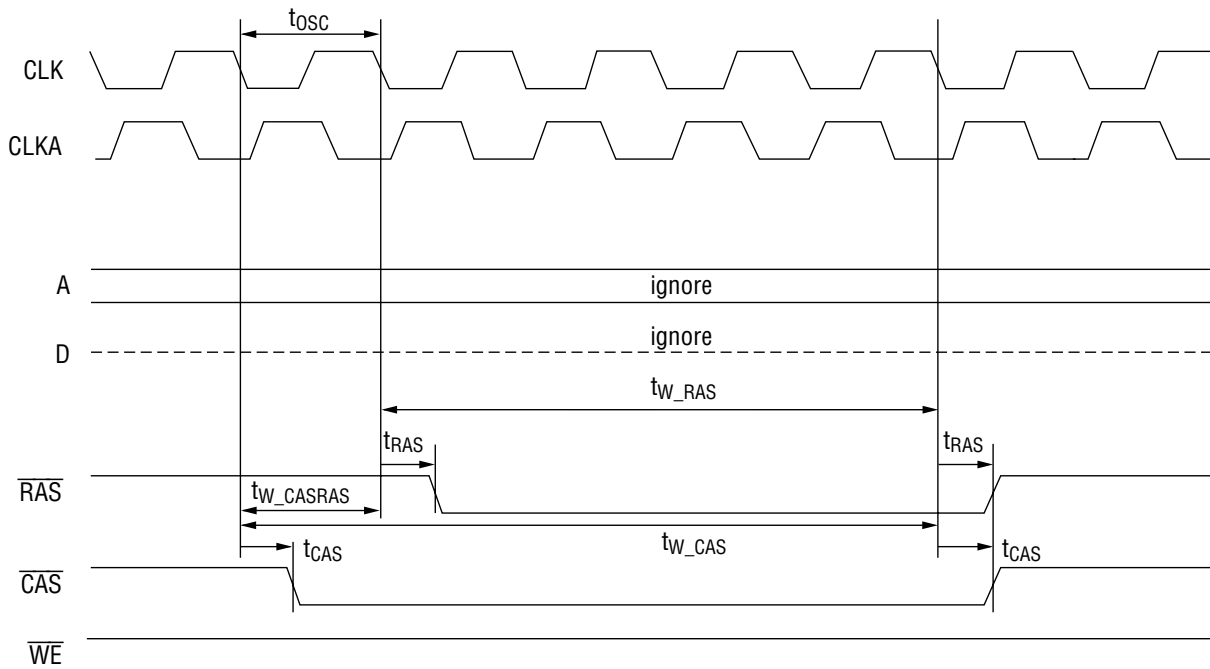 tOSC
CLK
CLKA
A ignore
D ignore
tW_RAS
tRAS tRAS
RAS
tW_CASRAS
tW_CAS
tCAS tCAS
CAS
WE